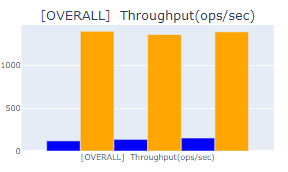 [OVERALL] Throughput(ops/sec)
1000
500
0
[OVERALL] Throughput(ops/sec)